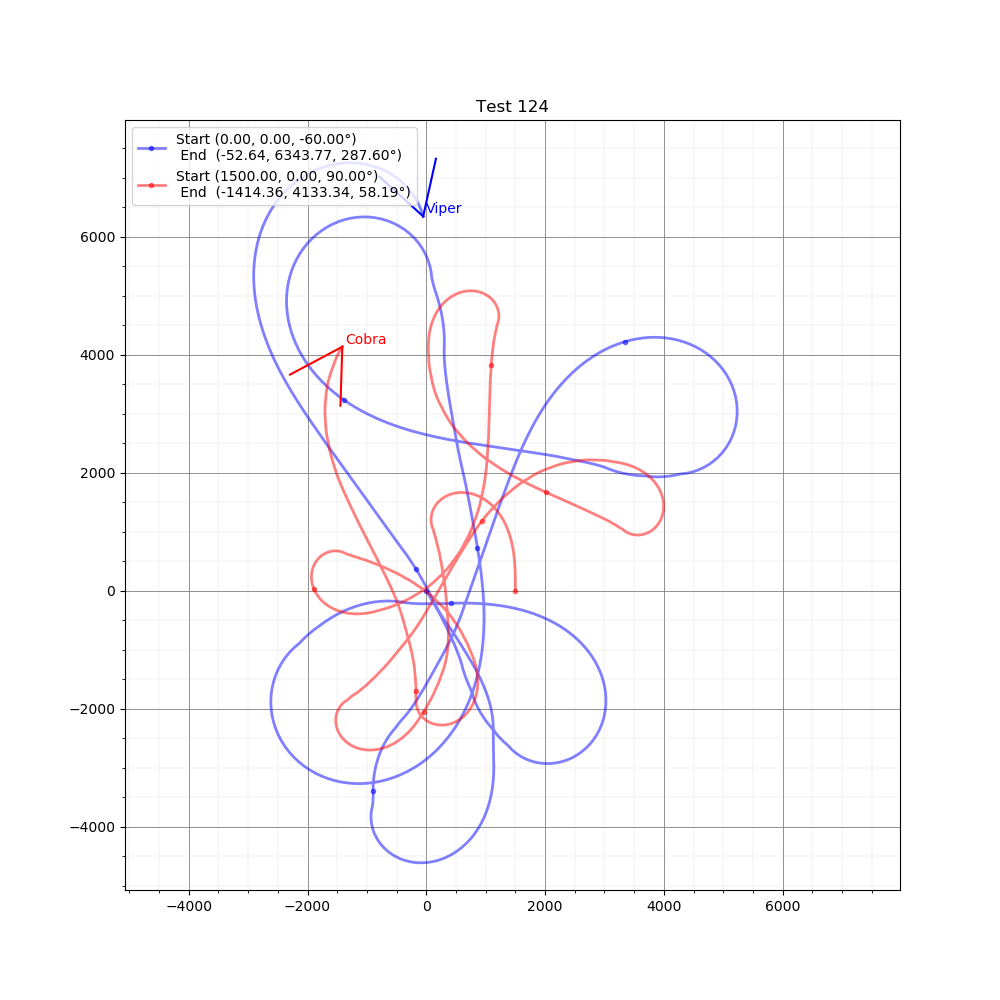 Test 124
Start (0.00, 0.00, -60.00°)
End (-52.64, 6343.77, 287.60°)
Start (1500.00, 0.00, 90.00°)
End (-1414.36, 4133.34, 58.19°)
Viper
Cobra
6000
4000
2000
0
−2000
−4000
−4000 −2000 0 2000 4000 6000